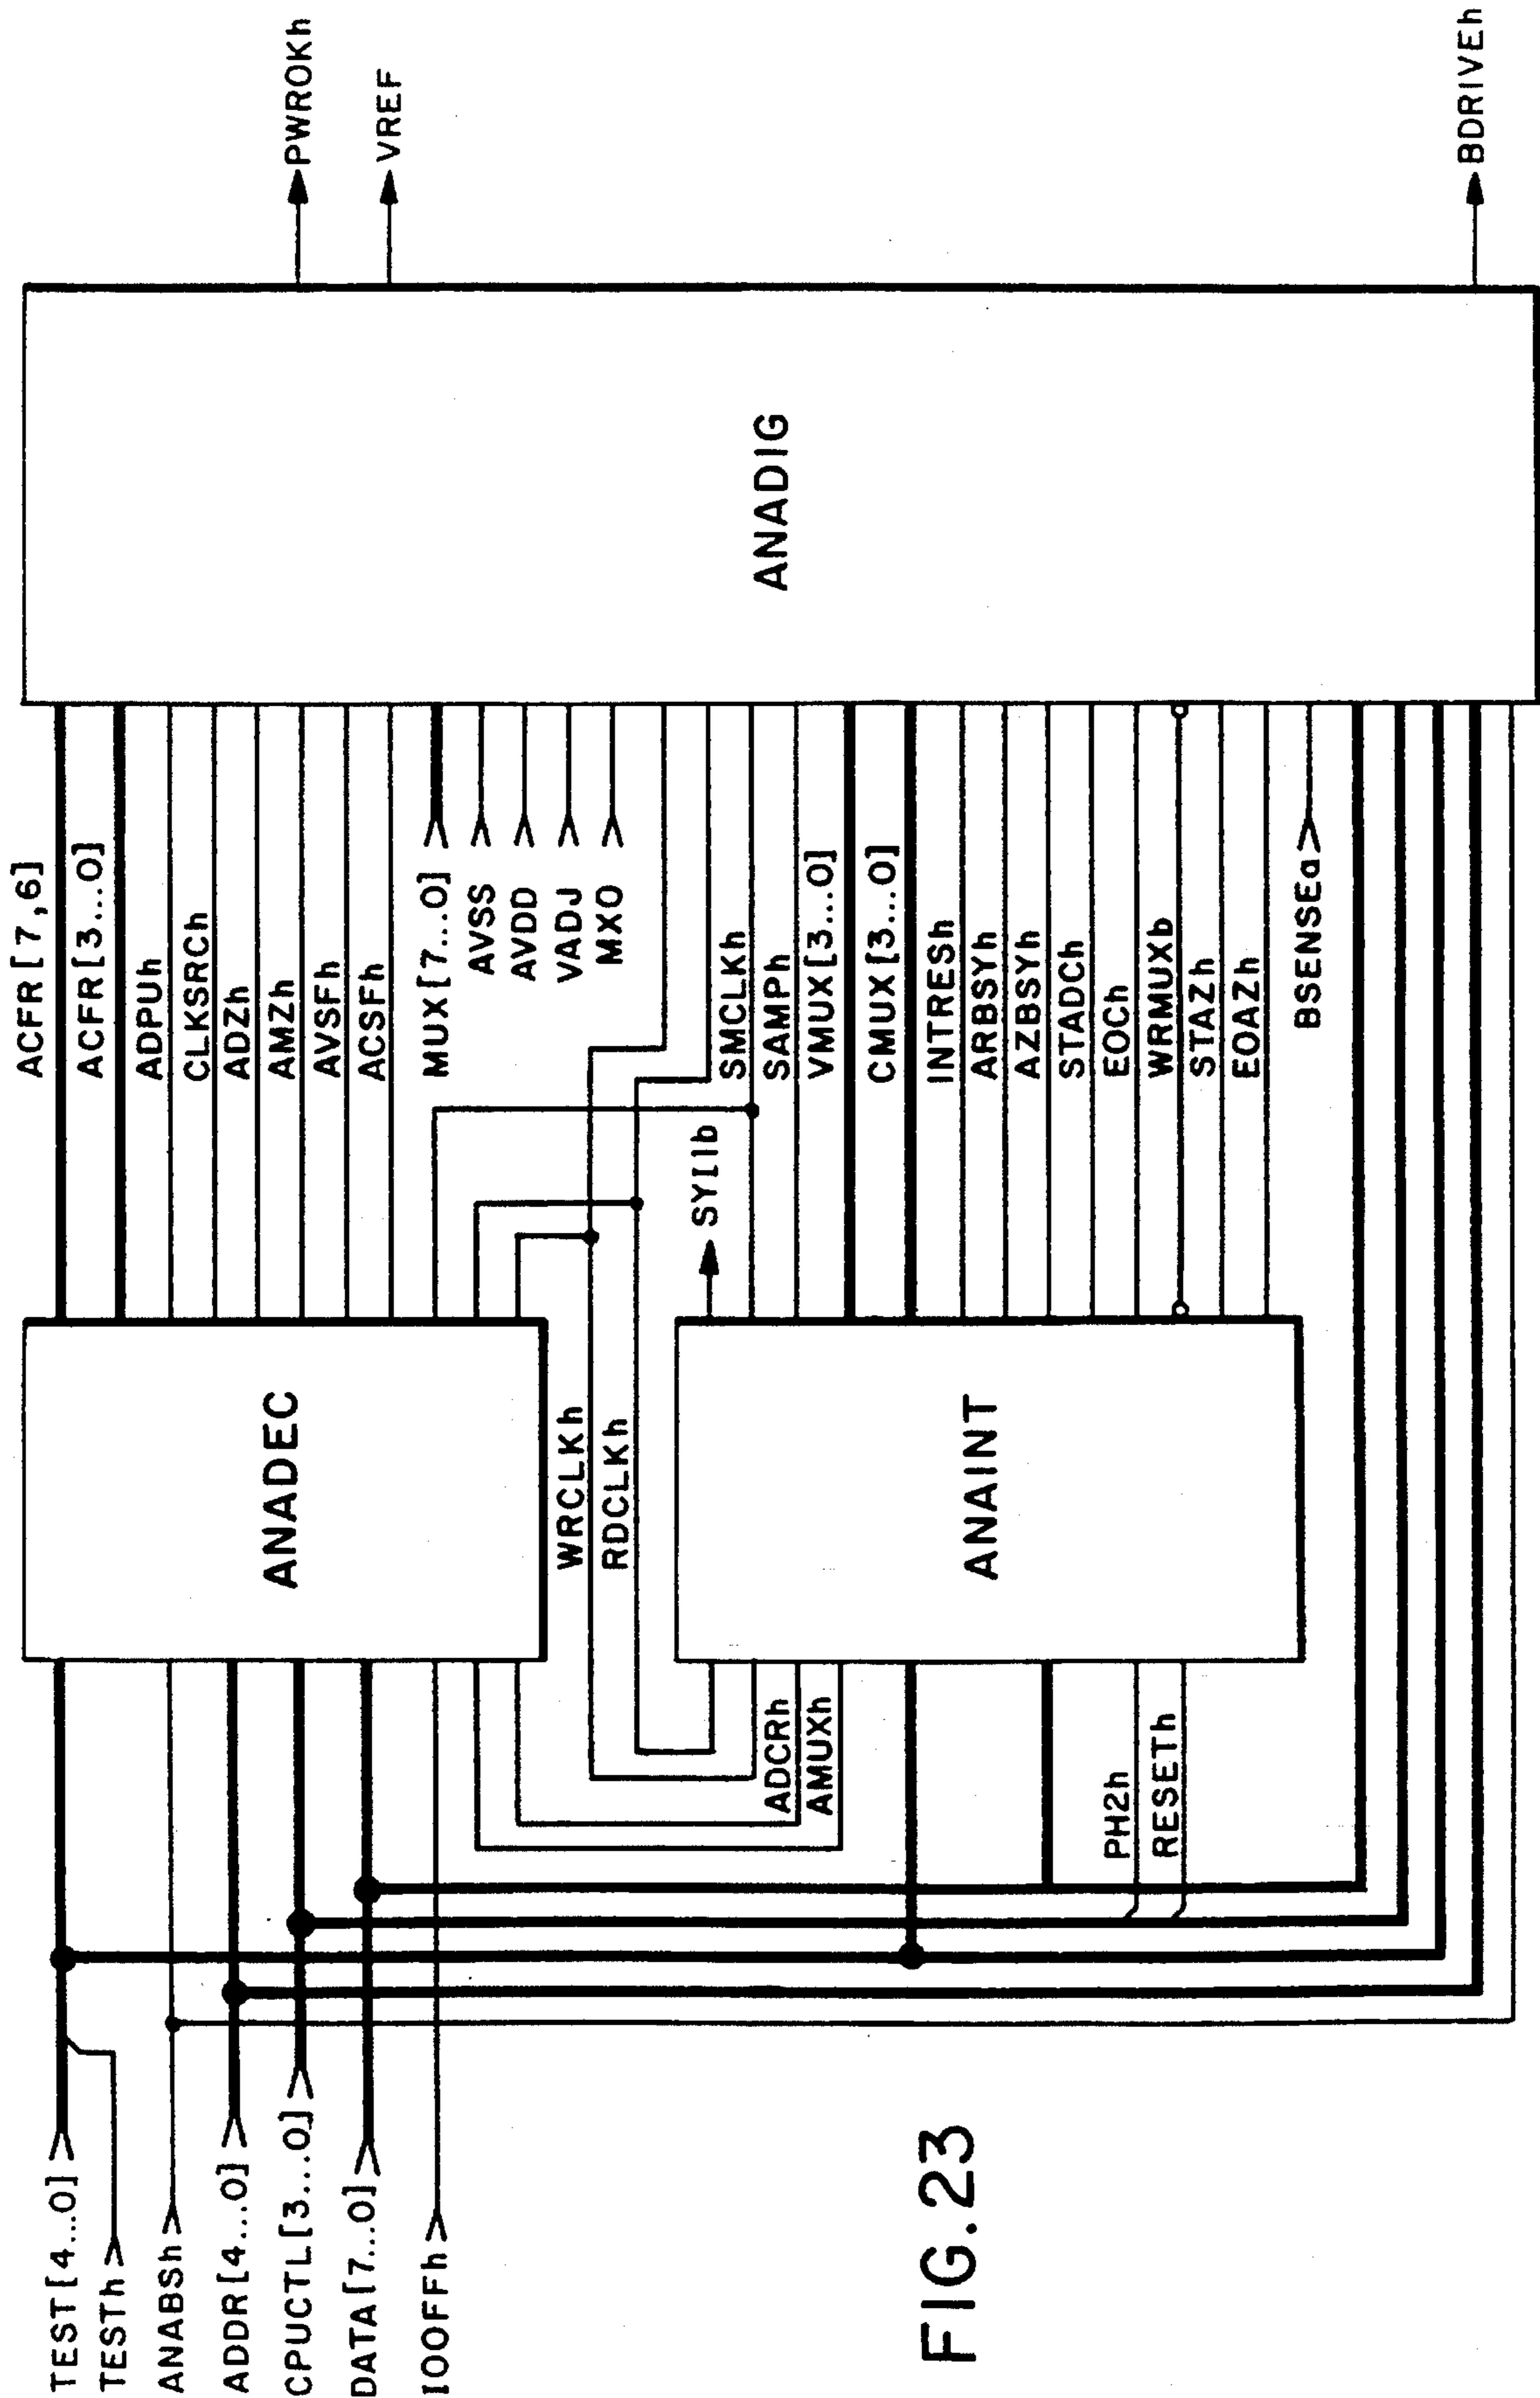 TEST[4...0]
TESTh
ANABSh
ADDR[4...0]
CPUCTL[3...0]
DATA[7...0]
IOOFFh
ANADEC
ACFR[7,6]
ACFR[3...0]
ADPUh
CLKSRCh
ADZh
AMZh
AVSFh
ACSFh
MUX[7...0]
AVSS
AVDD
VADJ
MXO
WRCLKh
RDCLKh
ADCRh
AMUXh
PH2h
RESETh
ANAINT
SYI1b
SMCLKh
SAMPh
VMUX[3...0]
CMUX[3...0]
INTRESh
ARBSYh
AZBSYh
STADCh
EOCh
WRMUXb
STAZh
EOAZh
BSENSEa
ANADIG
PWROKh
VREF
BDRIVEh
FIG.23